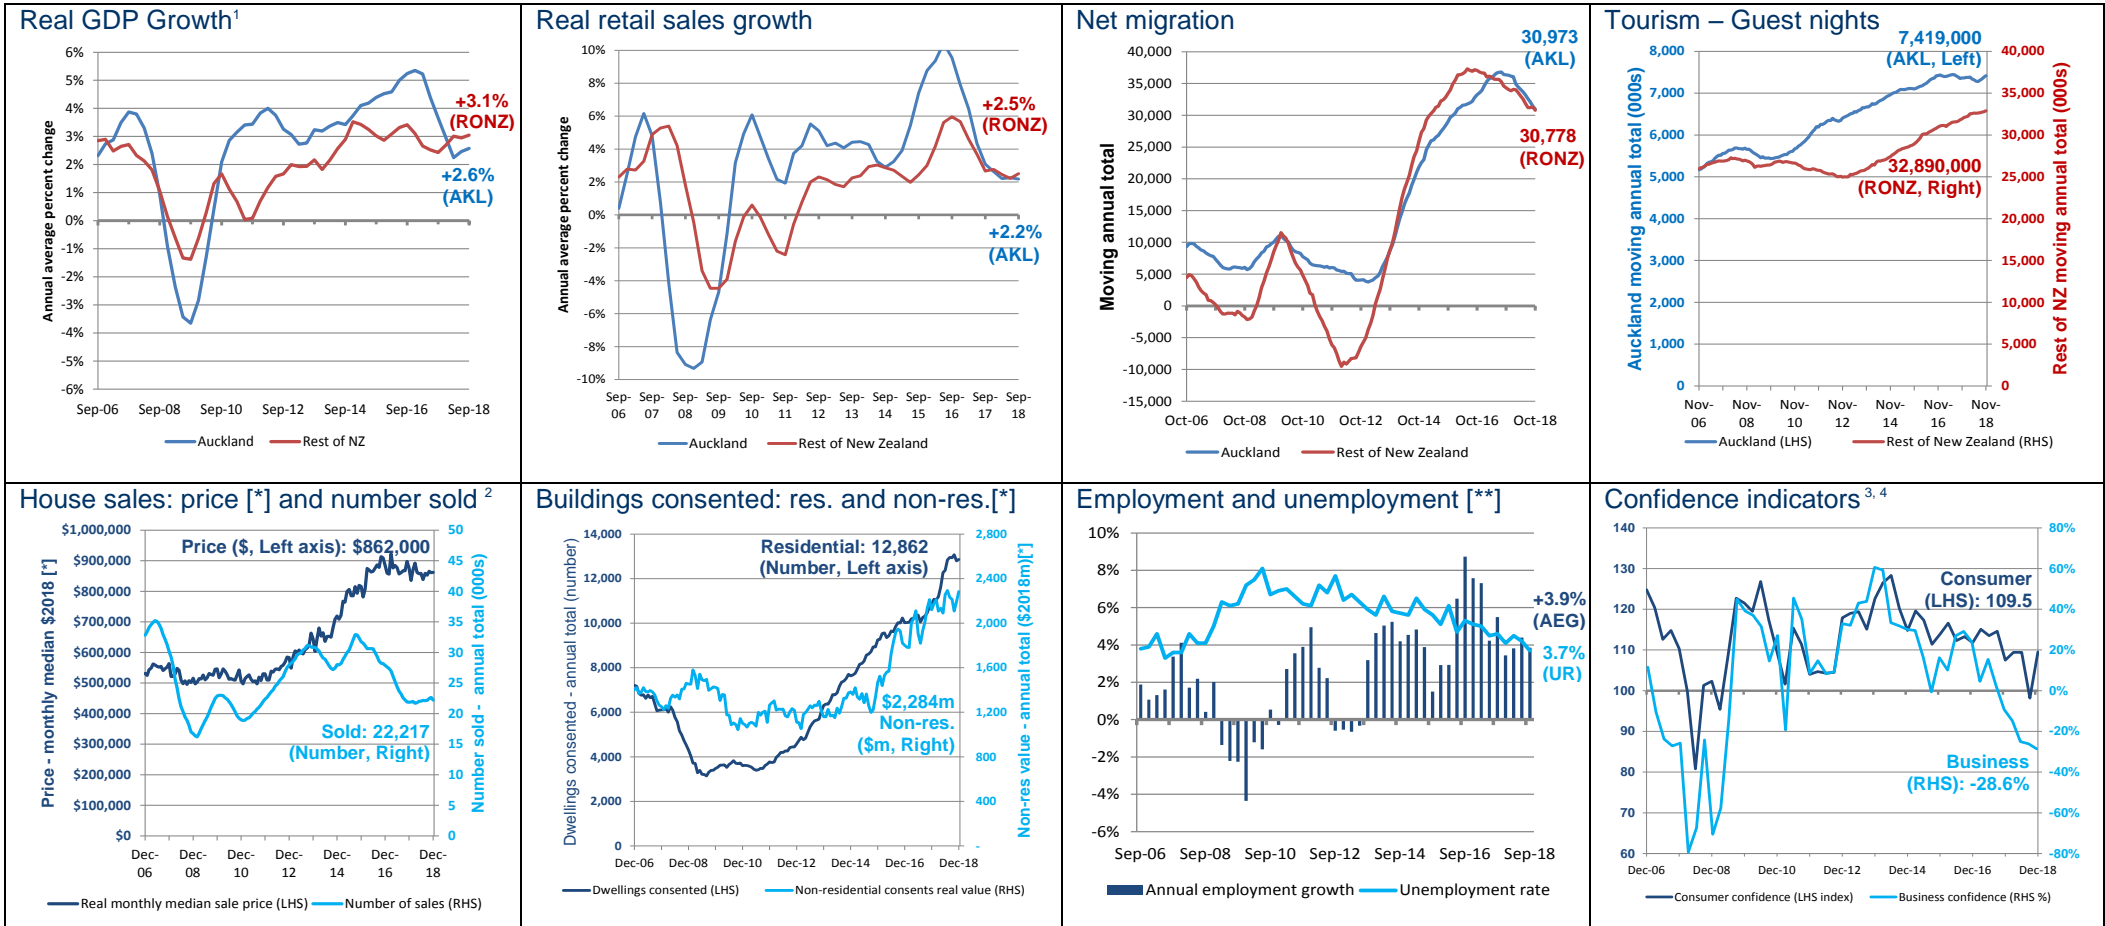 Real GDP Growth¹
Annual average percent change
6%
5%
4%
3%
2%
1%
0%
-1%
-2%
-3%
-4%
-5%
-6%
+3.1%
(RONZ)
+2.6%
(AKL)
Sep-06 Sep-08 Sep-10 Sep-12 Sep-14 Sep-16 Sep-18
Auckland Rest of NZ
Real retail sales growth
Annual average percent change
10%
8%
6%
4%
2%
0%
-2%
-4%
-6%
-8%
-10%
+2.5%
(RONZ)
+2.2%
(AKL)
Sep- Sep- Sep- Sep- Sep- Sep- Sep- Sep- Sep- Sep- Sep- Sep- Sep-
06 07 08 09 10 11 12 13 14 15 16 17 18
Auckland Rest of New Zealand
Net migration
Moving annual total
40,000
35,000
30,000
25,000
20,000
15,000
10,000
5,000
0
-5,000
-10,000
-15,000
30,973
(AKL)
30,778
(RONZ)
Oct-06 Oct-08 Oct-10 Oct-12 Oct-14 Oct-16 Oct-18
Auckland Rest of New Zealand
Tourism – Guest nights
Auckland moving annual total (000s)
8,000
7,000
6,000
5,000
4,000
3,000
2,000
1,000
0
7,419,000
(AKL, Left)
32,890,000
(RONZ, Right)
40,000
35,000
30,000
25,000
20,000
15,000
10,000
5,000
0
Rest of NZ moving annual total (000s)
Nov- Nov- Nov- Nov- Nov- Nov- Nov-
06 08 10 12 14 16 18
Auckland (LHS) Rest of New Zealand (RHS)
House sales: price [*] and number sold ²
Price - monthly median $2018 [*]
$1,000,000
$900,000
$800,000
$700,000
$600,000
$500,000
$400,000
$300,000
$200,000
$100,000
$0
Price ($, Left axis): $862,000
Sold: 22,217
(Number, Right)
50
45
40
35
30
25
20
15
10
5
0
Number sold - annual total (000s)
Dec- Dec- Dec- Dec- Dec- Dec- Dec-
06 08 10 12 14 16 18
Real monthly median sale price (LHS) Number of sales (RHS)
Buildings consented: res. and non-res.[*]
Dwellings consented - annual total (number)
14,000
12,000
10,000
8,000
6,000
4,000
2,000
0
Residential: 12,862
(Number, Left axis)
$2,284m
Non-res.
($m, Right)
2,800
2,400
2,000
1,600
1,200
800
400
-
Non-res value - annual total ($2018m)[*]
Dec-06 Dec-08 Dec-10 Dec-12 Dec-14 Dec-16 Dec-18
Dwellings consented (LHS) Non-residential consents real value (RHS)
Employment and unemployment [**]
10%
8%
6%
4%
2%
0%
-2%
-4%
-6%
+3.9%
(AEG)
3.7%
(UR)
Sep-06 Sep-08 Sep-10 Sep-12 Sep-14 Sep-16 Sep-18
Annual employment growth Unemployment rate
Confidence indicators ³, ⁴
140
130
120
110
100
90
80
70
60
Consumer
(LHS): 109.5
Business
(RHS): -28.6%
80%
60%
40%
20%
0%
-20%
-40%
-60%
-80%
Dec-06 Dec-08 Dec-10 Dec-12 Dec-14 Dec-16 Dec-18
Consumer confidence (LHS index) Business confidence (RHS %)